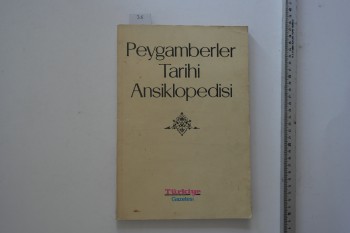 Peygamberler
Tarihi
Ansiklopedisi
Türkiye
Gazetesi